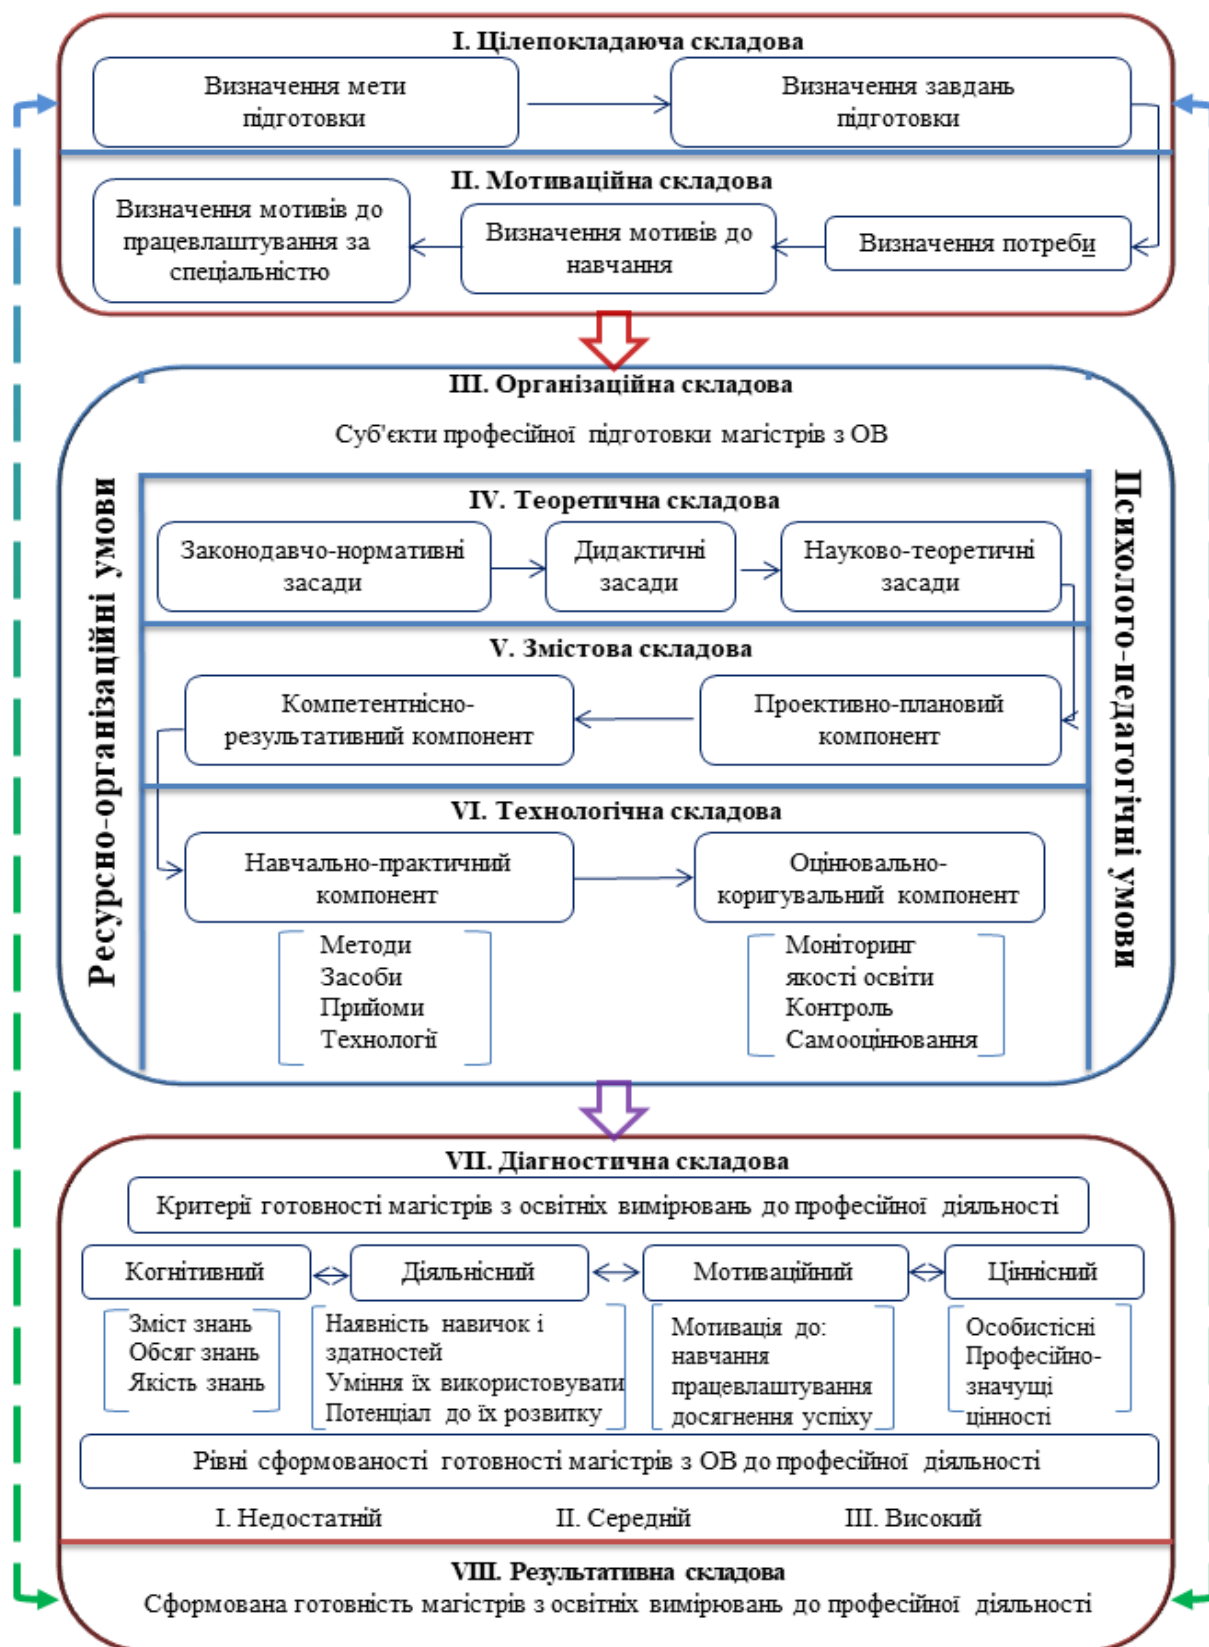 I. Цілепокладаюча складова
Визначення мети
підготовки
Визначення завдань
підготовки
II. Мотиваційна складова
Визначення мотивів до
працевлаштування за
спеціальністю
Визначення мотивів до
навчання
Визначення потреби
III. Організаційна складова
Суб'єкти професійної підготовки магістрів з ОВ
Ресурсно-організаційні умови
Психолого-педагогічні умови
IV. Теоретична складова
Законодавчо-нормативні
засади
Дидактичні
засади
Науково-теоретичні
засади
V. Змістова складова
Компетентнісно-
результативний компонент
Проективно-плановий
компонент
VI. Технологічна складова
Навчально-практичний
компонент
Оцінювально-
коригувальний компонент
Методи
Засоби
Прийоми
Технології
Моніторинг
якості освіти
Контроль
Самооцінювання
VII. Діагностична складова
Критерії готовності магістрів з освітніх вимірювань до професійної діяльності
Когнітивний
Діяльнісний
Мотиваційний
Ціннісний
Зміст знань
Обсяг знань
Якість знань
Наявність навичок і
здатностей
Уміння їх використовувати
Потенціал до їх розвитку
Мотивація до:
навчання
працевлаштування
досягнення успіху
Особистісні
Професійно-
значущі
цінності
Рівні сформованості готовності магістрів з ОВ до професійної діяльності
I. Недостатній
II. Середній
III. Високий
VIII. Результативна складова
Сформована готовність магістрів з освітніх вимірювань до професійної діяльності